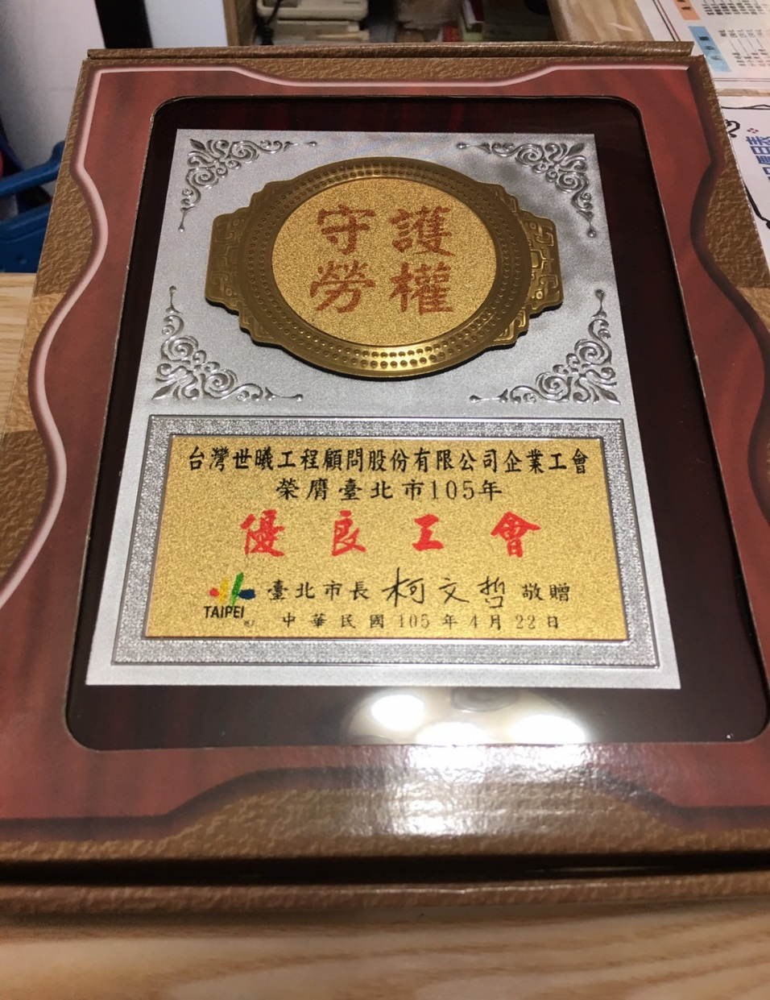 守護
勞權
台灣世曦工程顧問股份有限公司企業工會
榮膺臺北市105年
優良工會
TAIPEI
臺北市長 柯文哲 敬贈
中華民國105年4月22日